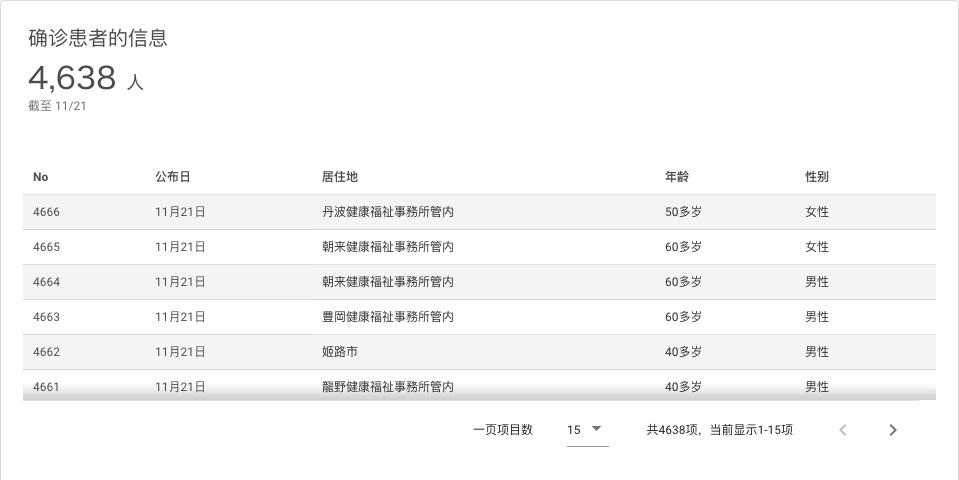 确诊患者的信息
4,638 人
截至 11/21
No 公布日 居住地 年龄 性别
4666 11月21日 丹波健康福祉事務所管内 50多岁 女性
4665 11月21日 朝来健康福祉事務所管内 60多岁 女性
4664 11月21日 朝来健康福祉事務所管内 60多岁 男性
4663 11月21日 豊岡健康福祉事務所管内 60多岁 男性
4662 11月21日 姫路市 40多岁 男性
4661 11月21日 龍野健康福祉事務所管内 40多岁 男性
一页项目数 15 共4638项，当前显示1-15项